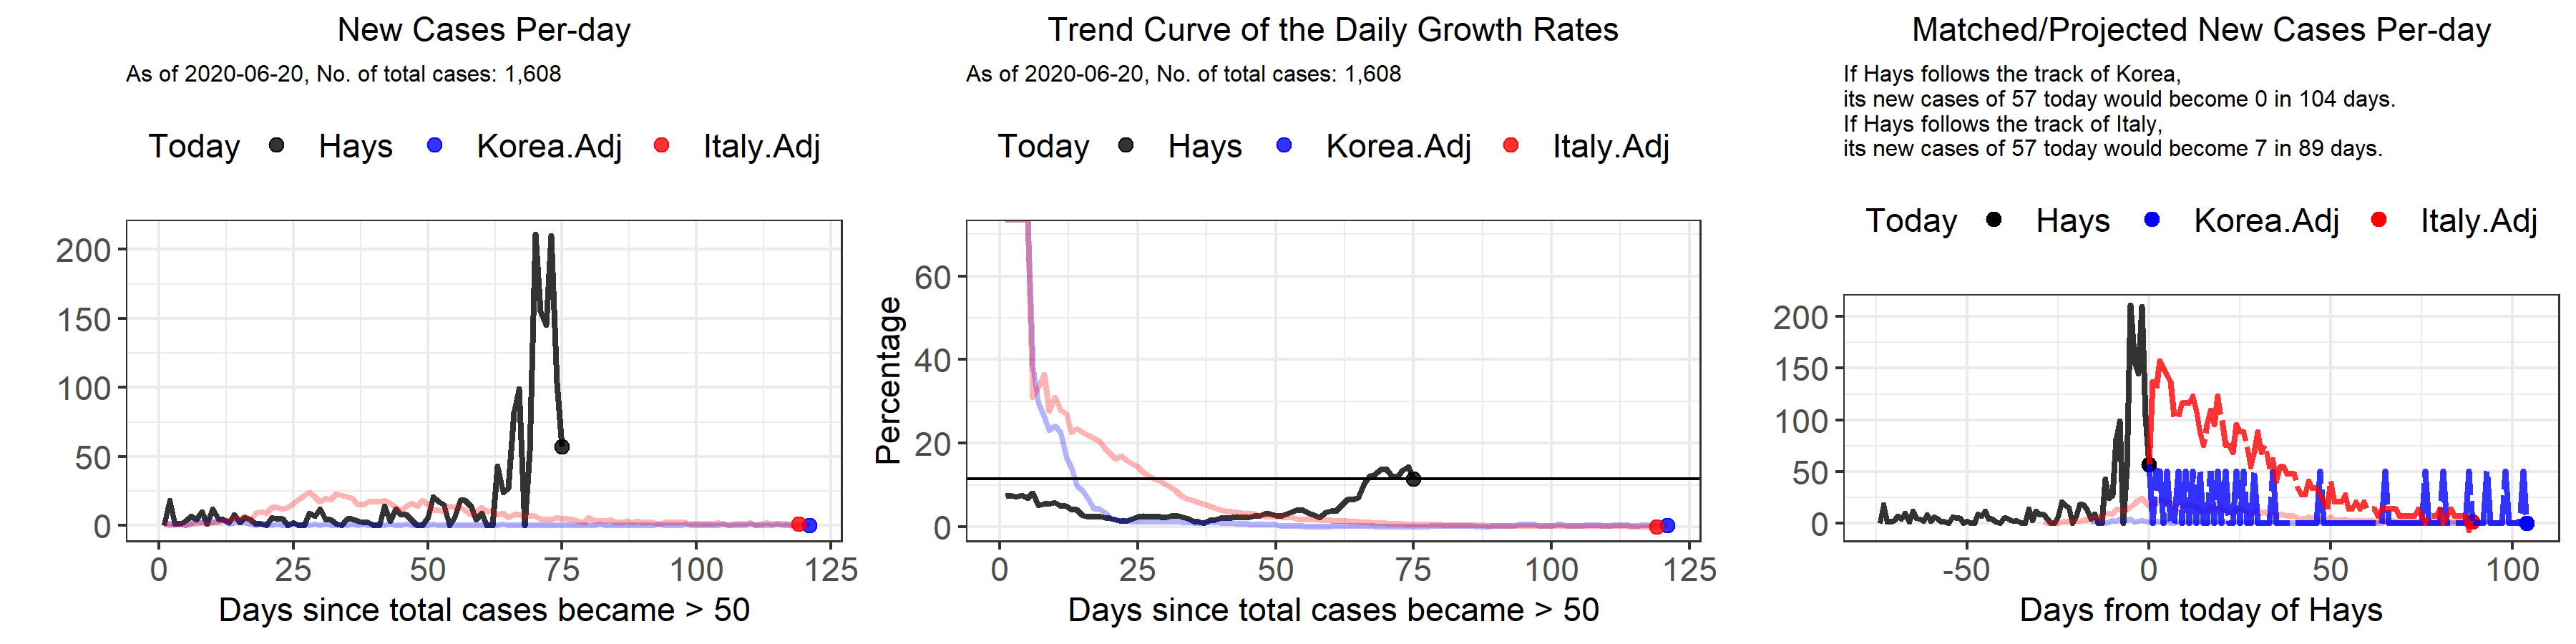 New Cases Per-day
As of 2020-06-20, No. of total cases: 1,608
Today Hays Korea.Adj Italy.Adj
200
150
100
50
0
0 25 50 75 100 125
Days since total cases became > 50
Trend Curve of the Daily Growth Rates
As of 2020-06-20, No. of total cases: 1,608
Today Hays Korea.Adj Italy.Adj
Percentage
60
40
20
0
0 25 50 75 100 125
Days since total cases became > 50
Matched/Projected New Cases Per-day
If Hays follows the track of Korea,
its new cases of 57 today would become 0 in 104 days.
If Hays follows the track of Italy,
its new cases of 57 today would become 7 in 89 days.
Today Hays Korea.Adj Italy.Adj
200
150
100
50
0
-50 0 50 100
Days from today of Hays